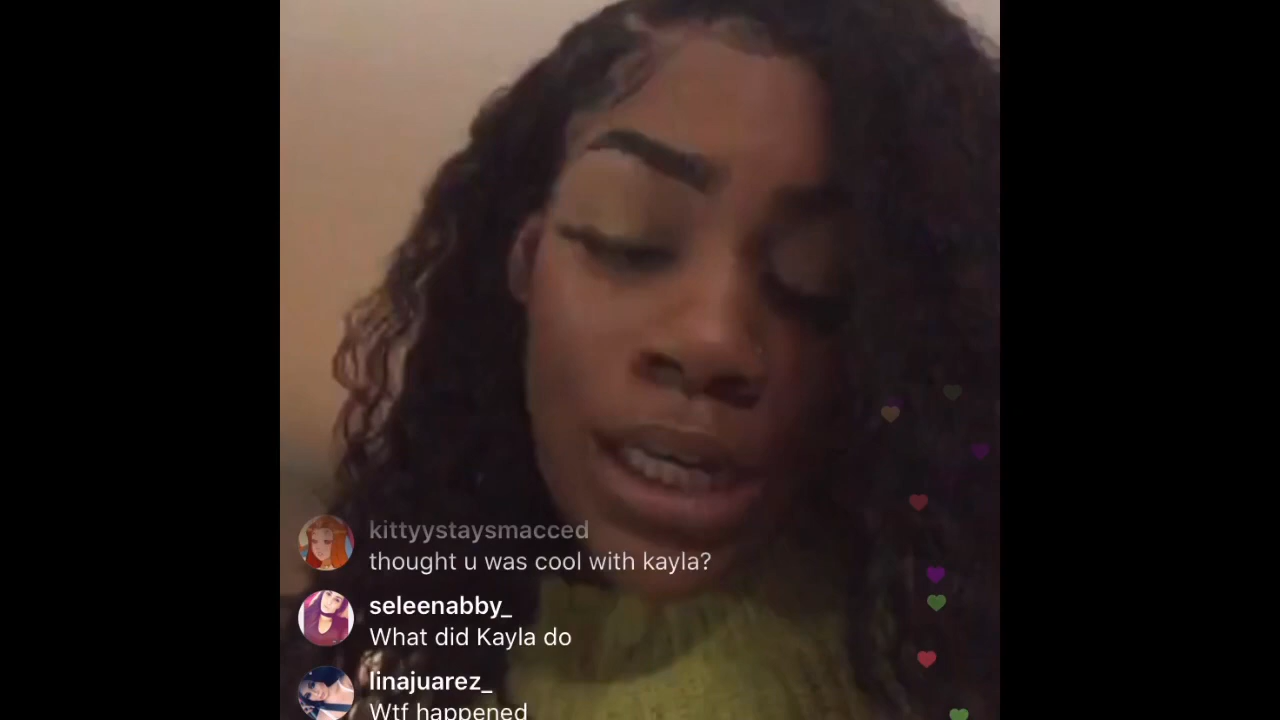 kittyystaysmacced
thought u was cool with kayla?
seleenabby_
What did Kayla do
linajuarez_
Wtf happened